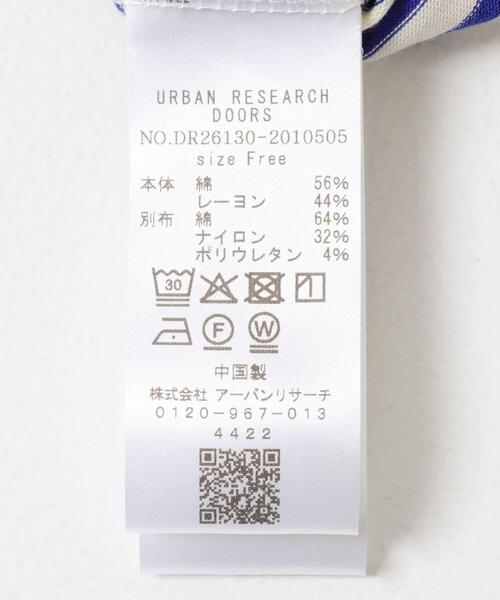 URBAN RESEARCH
DOORS
NO.DR26130-2010505
size Free
本体 綿 56%
レーヨン 44%
別布 綿 64%
ナイロン 32%
ポリウレタン 4%
30
F W
中国製
株式会社 アーバンリサーチ
0120-967-013
4422